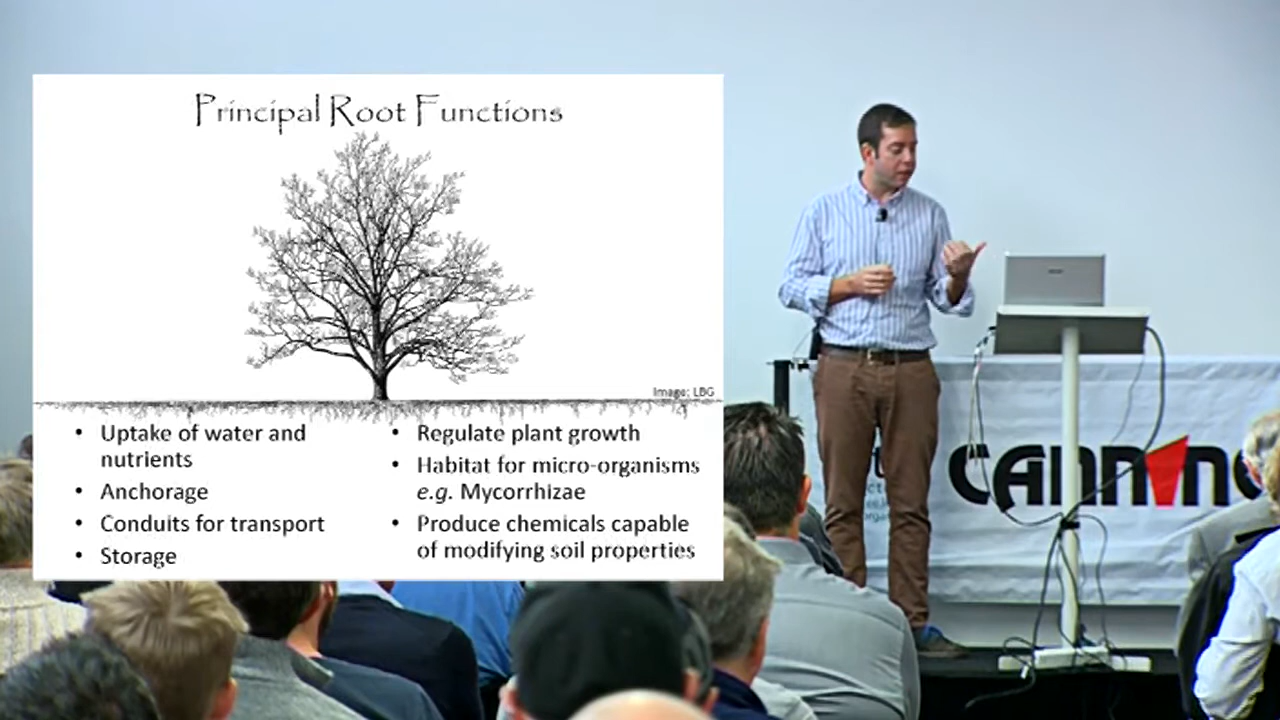 Principal Root Functions
Image: LBG
• Uptake of water and
nutrients
• Anchorage
• Conduits for transport
• Storage
• Regulate plant growth
• Habitat for micro-organisms
e.g. Mycorrhizae
• Produce chemicals capable
of modifying soil properties